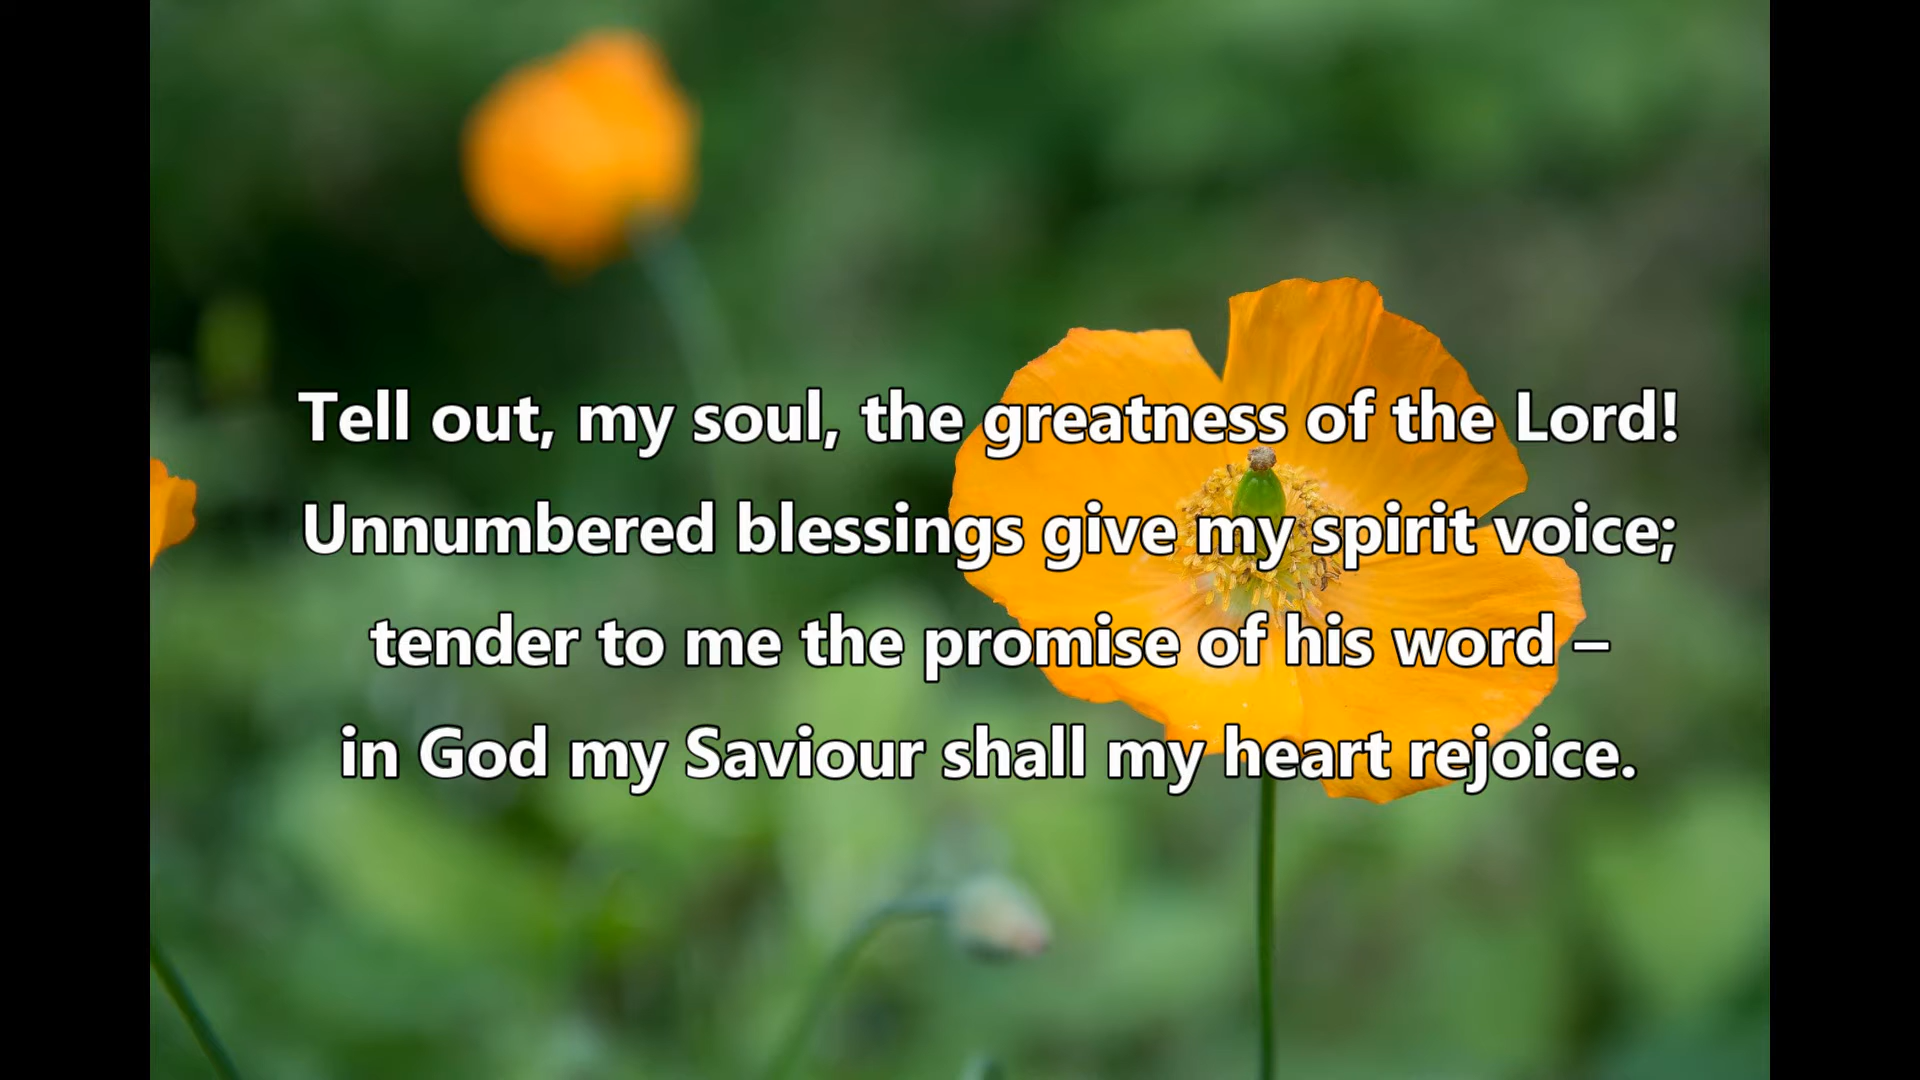 Tell out, my soul, the greatness of the Lord!
Unnumbered blessings give my spirit voice;
tender to me the promise of his word –
in God my Saviour shall my heart rejoice.